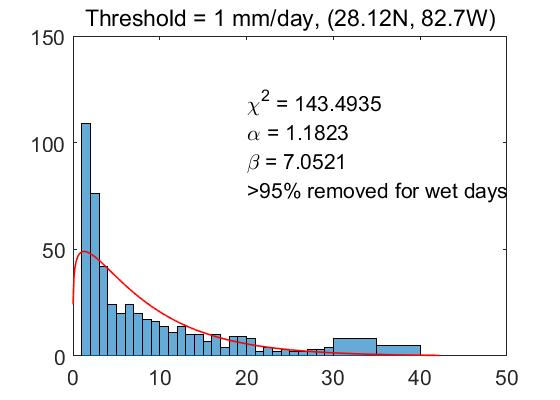 Threshold = 1 mm/day, (28.12N, 82.7W)
150
χ² = 143.4935
100
α = 1.1823
β = 7.0521
>95% removed for wet days
50
0
0 10 20 30 40 50